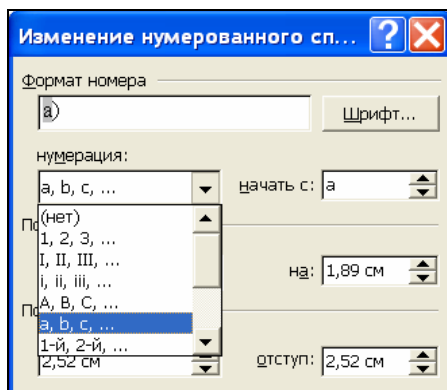 Изменение нумерованного сп...
Формат номера
a)
Шрифт...
нумерация:
a, b, c, ...
начать с: a
(нет)
1, 2, 3, ...
I, II, III, ...
i, ii, iii, ...
на: 1,89 см
A, B, C, ...
a, b, c, ...
1-й, 2-й, ...
2,52 см
отступ: 2,52 см